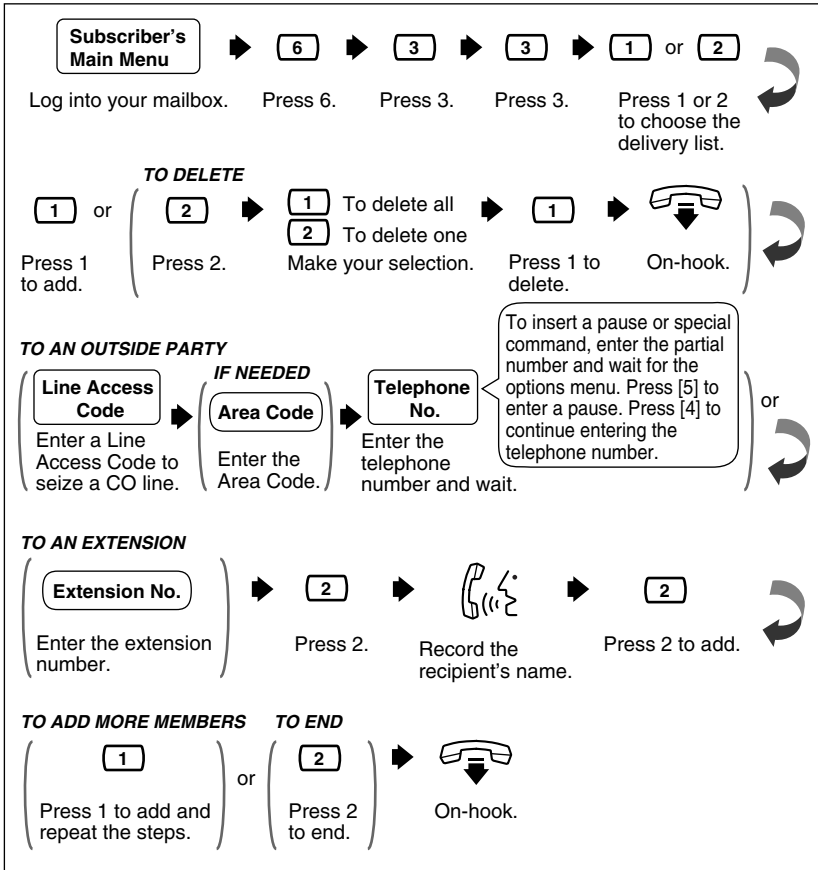 Subscriber's
Main Menu
6
3
3
1 or 2
Log into your mailbox.
Press 6.
Press 3.
Press 3.
Press 1 or 2
to choose the
delivery list.
TO DELETE
1 or
2
1 To delete all
2 To delete one
1
Press 1
to add.
Press 2.
Make your selection.
Press 1 to
delete.
On-hook.
TO AN OUTSIDE PARTY
Line Access
Code
Enter a Line
Access Code to
seize a CO line.
IF NEEDED
Area Code
Enter the
Area Code.
Telephone
No.
Enter the
telephone
number and wait.
To insert a pause or special
command, enter the partial
number and wait for the
options menu. Press [5] to
enter a pause. Press [4] to
continue entering the
telephone number.
or
TO AN EXTENSION
Extension No.
2
2
Enter the extension
number.
Press 2.
Record the
recipient's name.
Press 2 to add.
TO ADD MORE MEMBERS
1
Press 1 to add and
repeat the steps.
or
TO END
2
Press 2
to end.
On-hook.